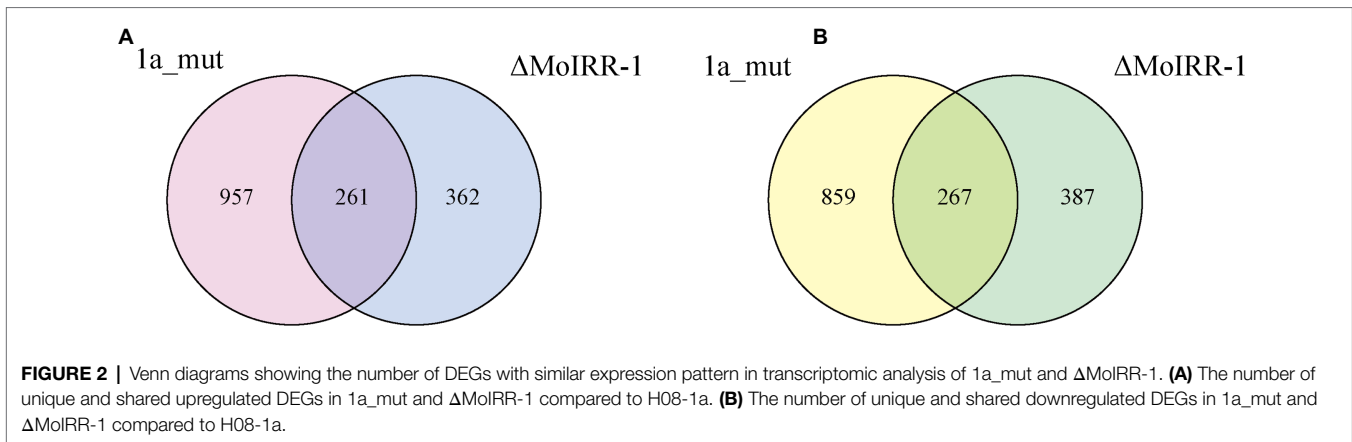 A
1a_mut
ΔMoIRR-1
957
261
362
B
1a_mut
ΔMoIRR-1
859
267
387
FIGURE 2 | Venn diagrams showing the number of DEGs with similar expression pattern in transcriptomic analysis of 1a_mut and ΔMoIRR-1. (A) The number of
unique and shared upregulated DEGs in 1a_mut and ΔMoIRR-1 compared to H08-1a. (B) The number of unique and shared downregulated DEGs in 1a_mut and
ΔMoIRR-1 compared to H08-1a.